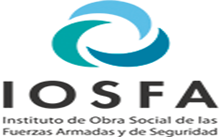 IOSFA
Instituto de Obra Social de las
Fuerzas Armadas y de Seguridad